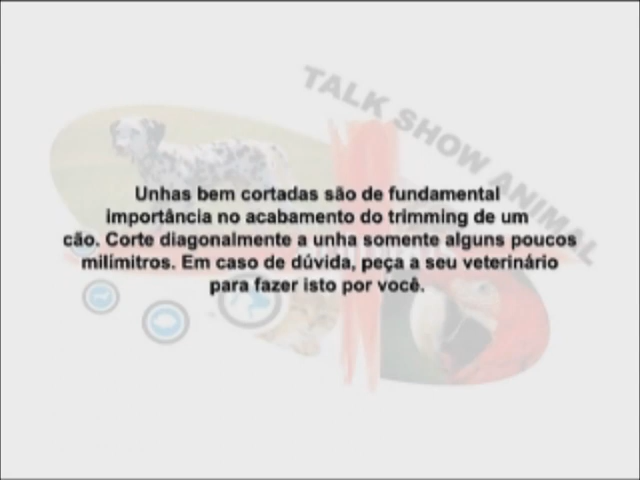 TALK SHOW ANIMAL
Unhas bem cortadas são de fundamental
importância no acabamento do trimming de um
cão. Corte diagonalmente a unha somente alguns poucos
milímitros. Em caso de dúvida, peça a seu veterinário
para fazer isto por você.